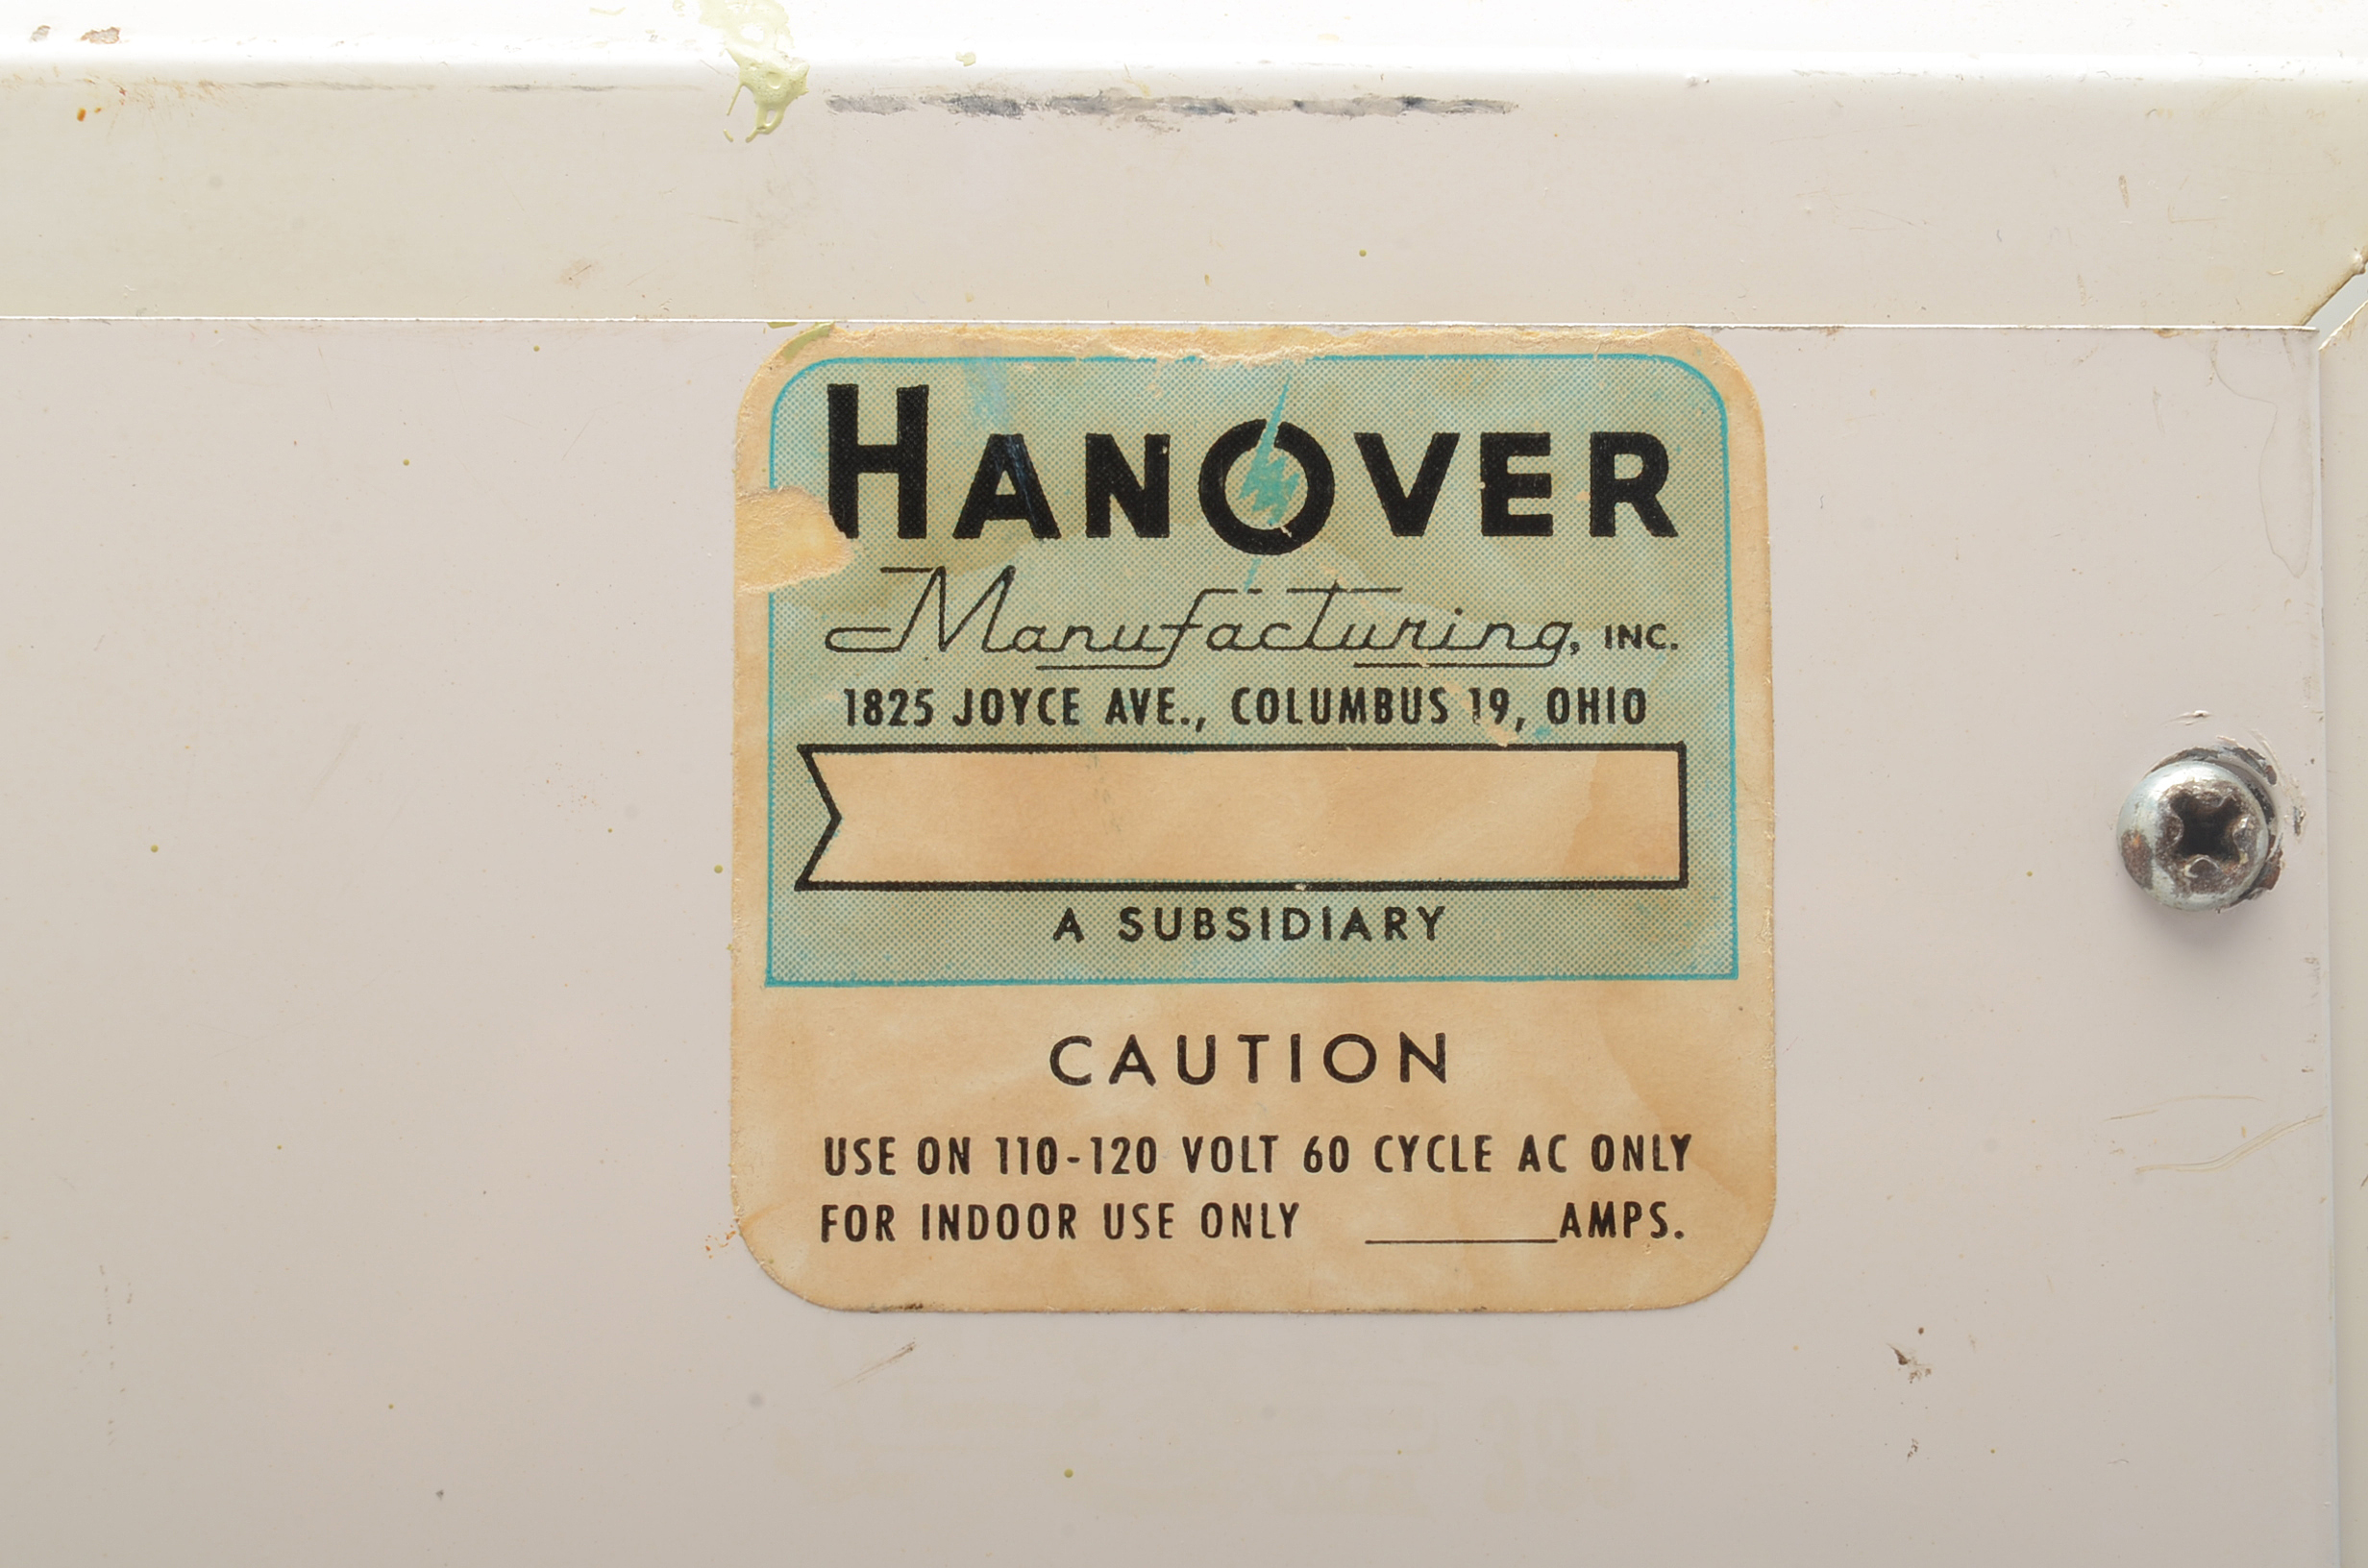 HANOVER
Manufacturing, INC.
1825 JOYCE AVE., COLUMBUS 19, OHIO
A SUBSIDIARY
CAUTION
USE ON 110-120 VOLT 60 CYCLE AC ONLY
FOR INDOOR USE ONLY ________AMPS.